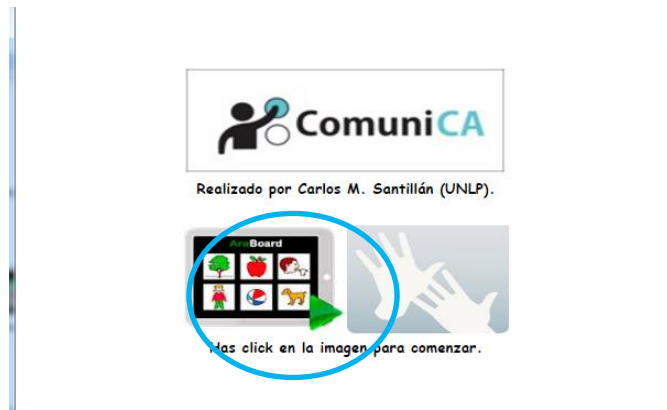 ComuniCA
Realizado por Carlos M. Santillán (UNLP).
AraBoard
Has click en la imagen para comenzar.